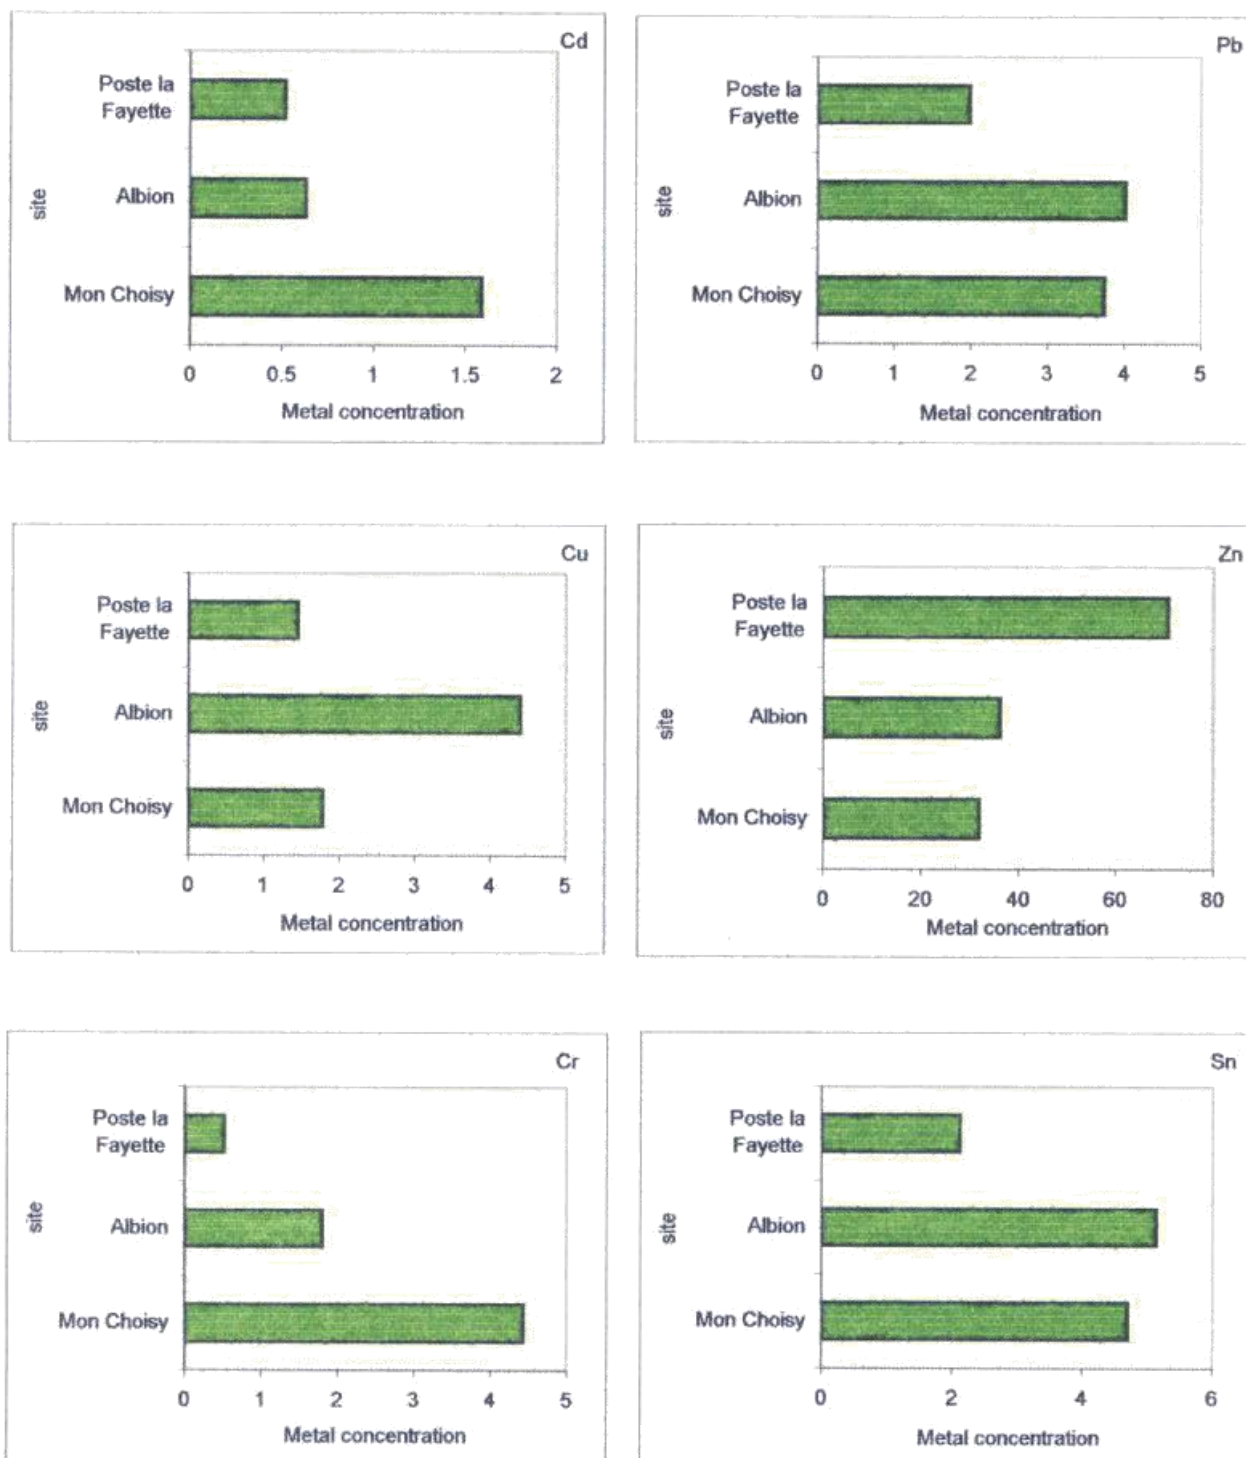 Cd
Poste la
Fayette
Albion
Mon Choisy
site
0 0.5 1 1.5 2
Metal concentration
Pb
Poste la
Fayette
Albion
Mon Choisy
site
0 1 2 3 4 5
Metal concentration
Cu
Poste la
Fayette
Albion
Mon Choisy
site
0 1 2 3 4 5
Metal concentration
Zn
Poste la
Fayette
Albion
Mon Choisy
site
0 20 40 60 80
Metal concentration
Cr
Poste la
Fayette
Albion
Mon Choisy
site
0 1 2 3 4 5
Metal concentration
Sn
Poste la
Fayette
Albion
Mon Choisy
site
0 2 4 6
Metal concentration